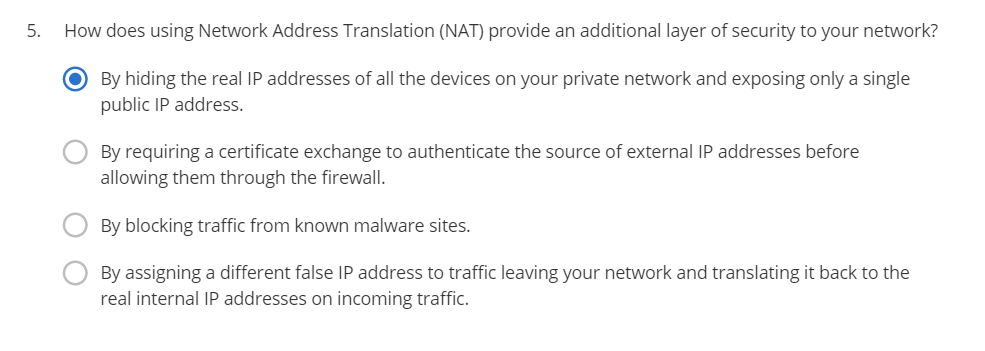 5. How does using Network Address Translation (NAT) provide an additional layer of security to your network?
By hiding the real IP addresses of all the devices on your private network and exposing only a single
public IP address.
By requiring a certificate exchange to authenticate the source of external IP addresses before
allowing them through the firewall.
By blocking traffic from known malware sites.
By assigning a different false IP address to traffic leaving your network and translating it back to the
real internal IP addresses on incoming traffic.